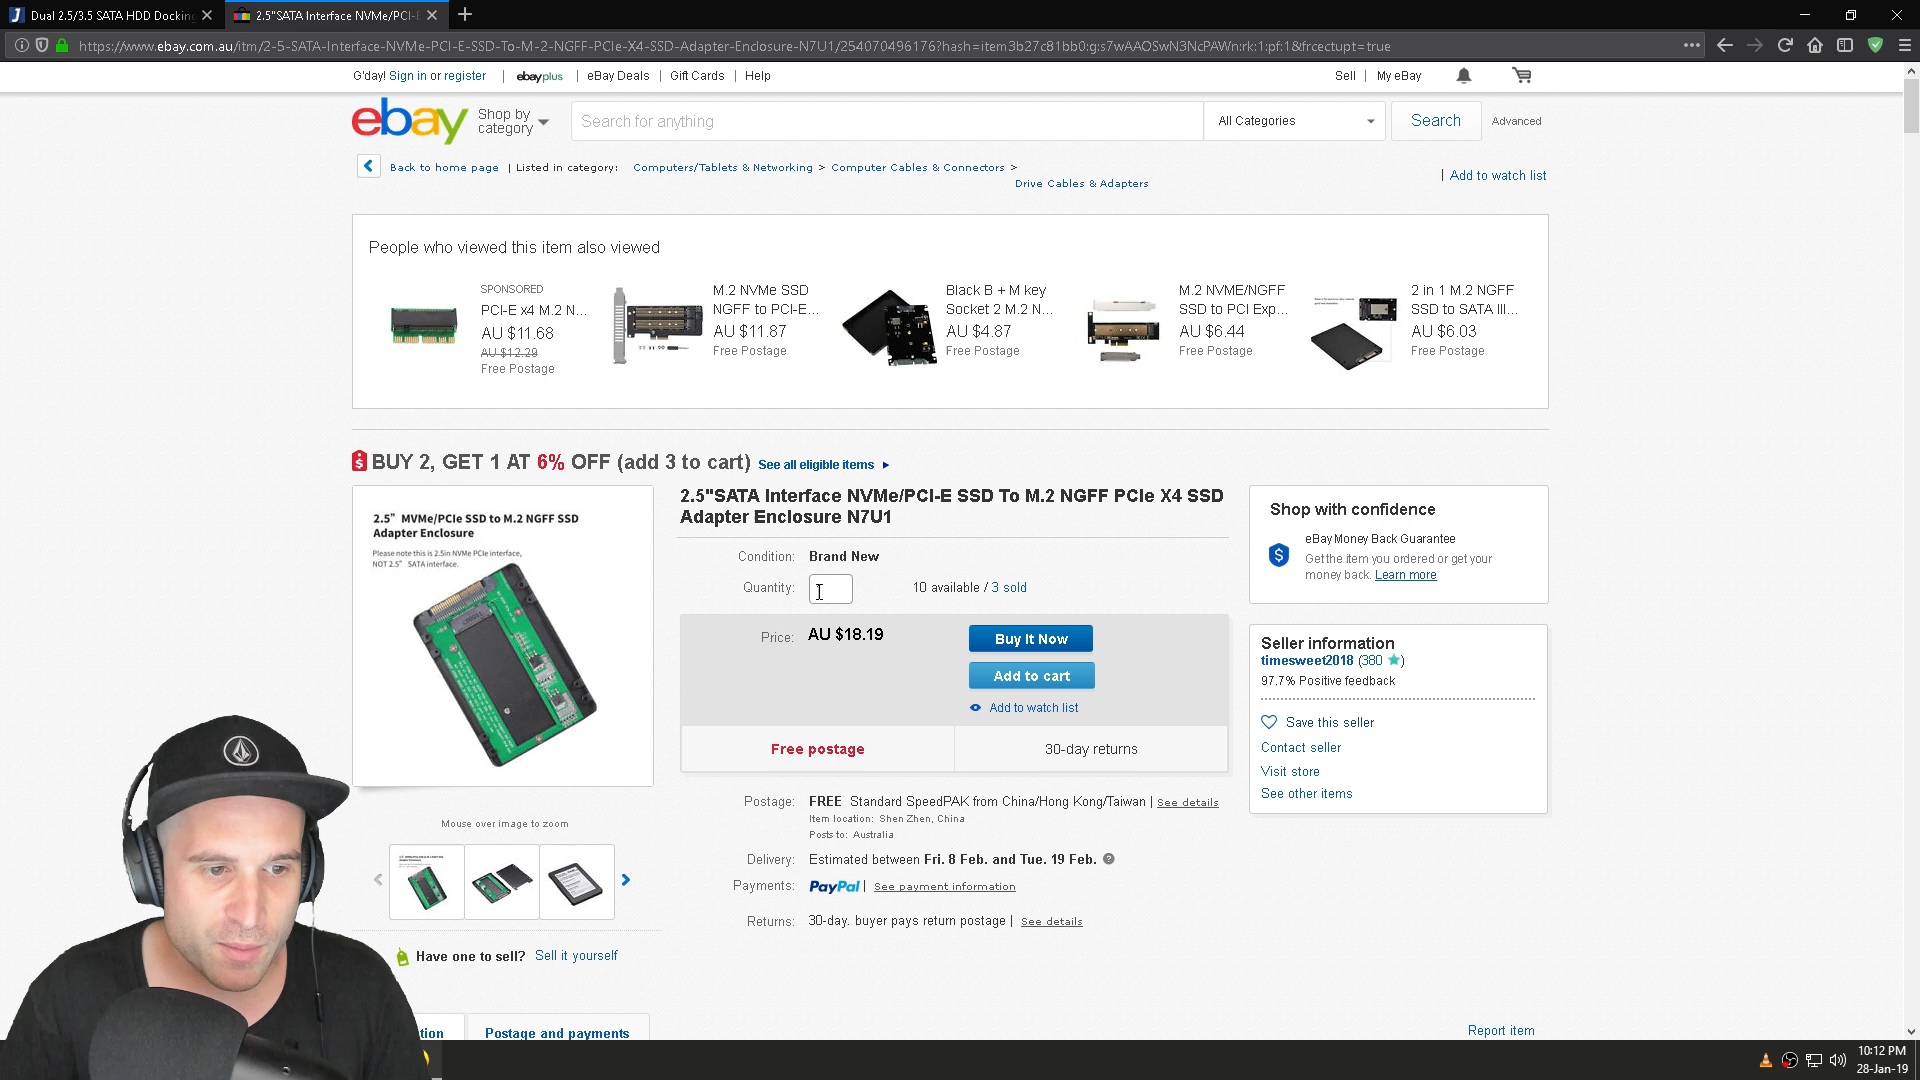 Dual 2.5/3.5 SATA HDD Docking
2.5"SATA Interface NVMe/PCI-E
https://www.ebay.com.au/itm/2-5-SATA-Interface-NVMe-PCI-E-SSD-To-M-2-NGFF-PCIe-X4-SSD-Adapter-Enclosure-N7U1/254070496176?hash=item3b27c81bb0:g:s7wAAOSwN3NcPAWn:rk:1:pf:1&frcectupt=true
G'day! Sign in or register | ebayplus | eBay Deals | Gift Cards | Help
Sell | My eBay
ebay
Shop by
category
Search for anything
All Categories
Search
Advanced
Back to home page | Listed in category: Computers/Tablets & Networking > Computer Cables & Connectors >
Drive Cables & Adapters
| Add to watch list
People who viewed this item also viewed
SPONSORED
PCI-E x4 M.2 N...
AU $11.68
AU $12.29
Free Postage
M.2 NVMe SSD
NGFF to PCI-E...
AU $11.87
Free Postage
Black B + M key
Socket 2 M.2 N...
AU $4.87
Free Postage
M.2 NVME/NGFF
SSD to PCI Exp...
AU $6.44
Free Postage
2 in 1 M.2 NGFF
SSD to SATA III...
AU $6.03
Free Postage
BUY 2, GET 1 AT 6% OFF (add 3 to cart) See all eligible items
2.5" MVMe/PCIe SSD to M.2 NGFF SSD
Adapter Enclosure
Please note this is 2.5in NVMe PCIe interface,
NOT 2.5" SATA interface.
Mouse over image to zoom
Have one to sell? Sell it yourself
2.5"SATA Interface NVMe/PCI-E SSD To M.2 NGFF PCIe X4 SSD
Adapter Enclosure N7U1
Condition: Brand New
Quantity: 10 available / 3 sold
Price: AU $18.19
Buy It Now
Add to cart
Add to watch list
Free postage
30-day returns
Postage: FREE Standard SpeedPAK from China/Hong Kong/Taiwan | See details
Item location: Shen Zhen, China
Posts to: Australia
Delivery: Estimated between Fri. 8 Feb. and Tue. 19 Feb.
Payments: PayPal | See payment information
Returns: 30-day. buyer pays return postage | See details
Shop with confidence
eBay Money Back Guarantee
Get the item you ordered or get your
money back. Learn more
Seller information
timesweet2018 (380)
97.7% Positive feedback
Save this seller
Contact seller
Visit store
See other items
tion
Postage and payments
Report item
10:12 PM
28-Jan-19